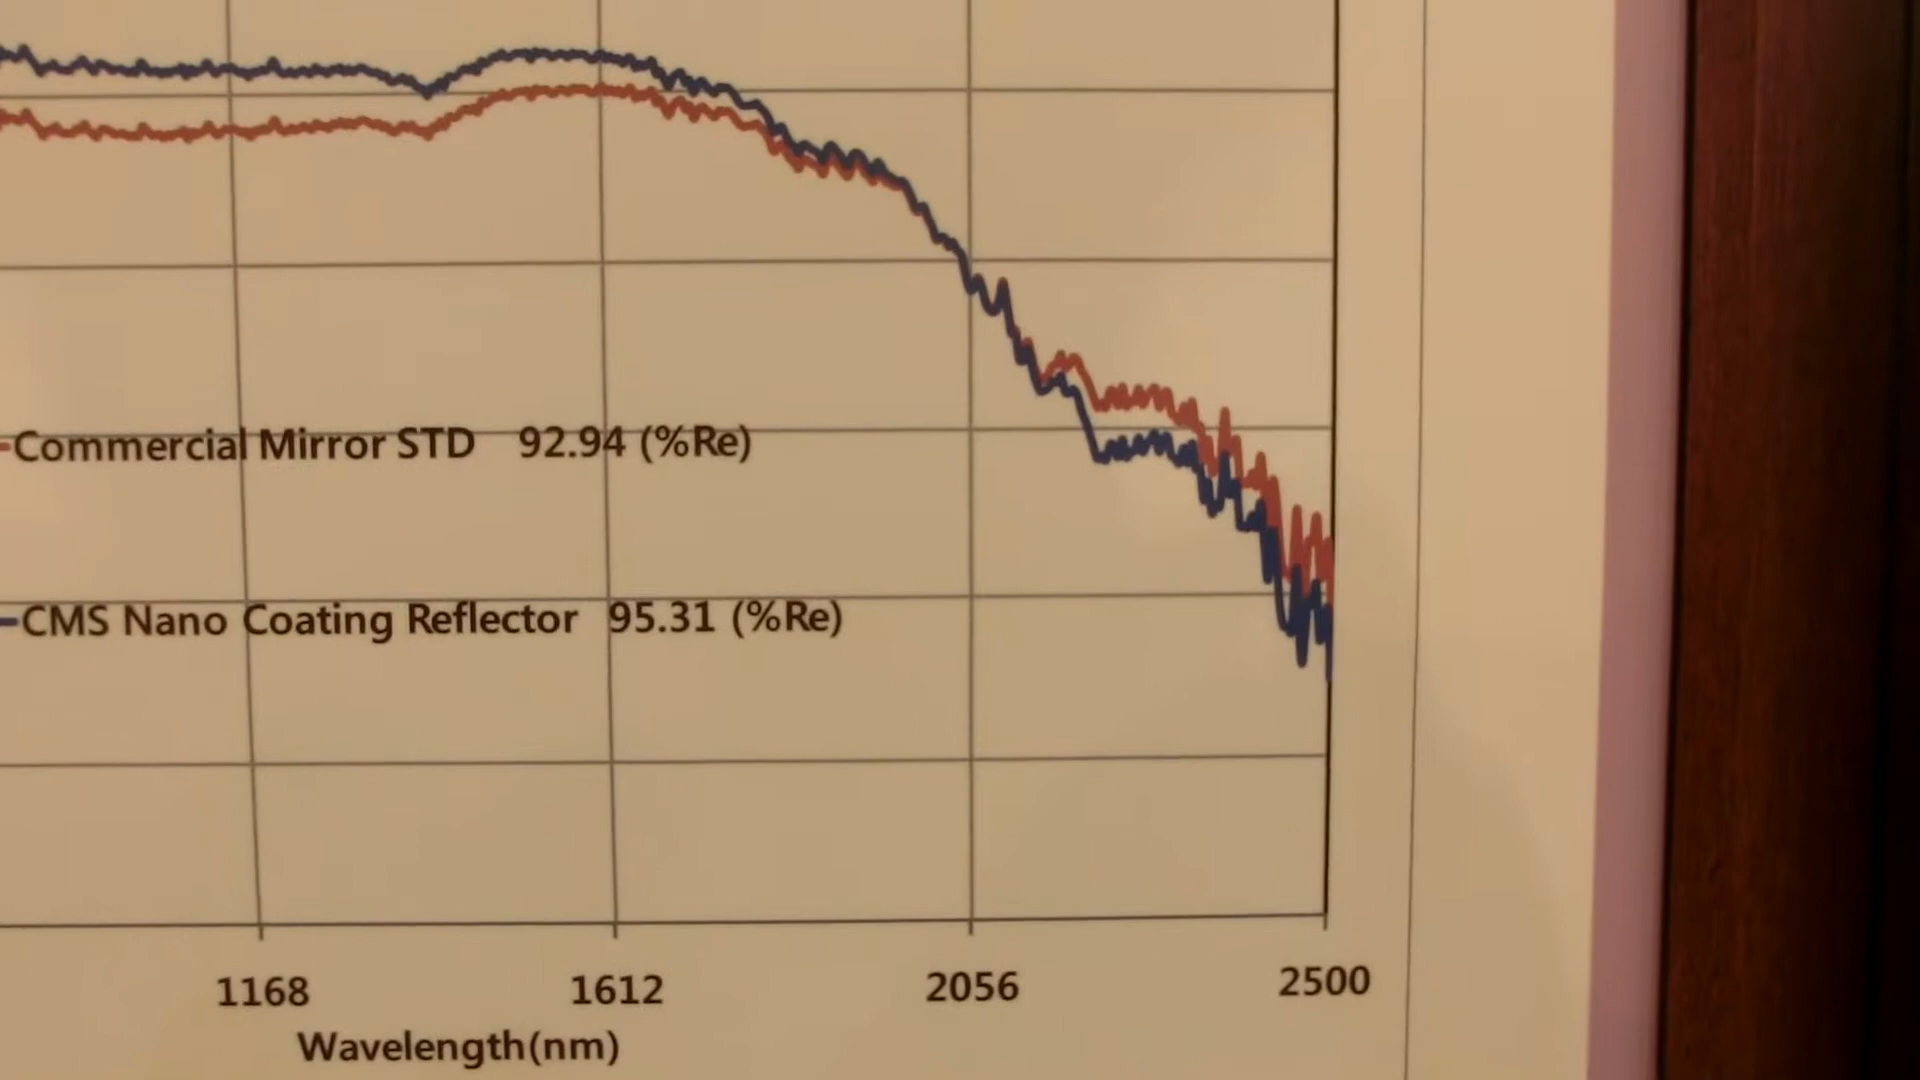 Commercial Mirror STD 92.94 (%Re)
CMS Nano Coating Reflector 95.31 (%Re)
1168 1612 2056 2500
Wavelength(nm)